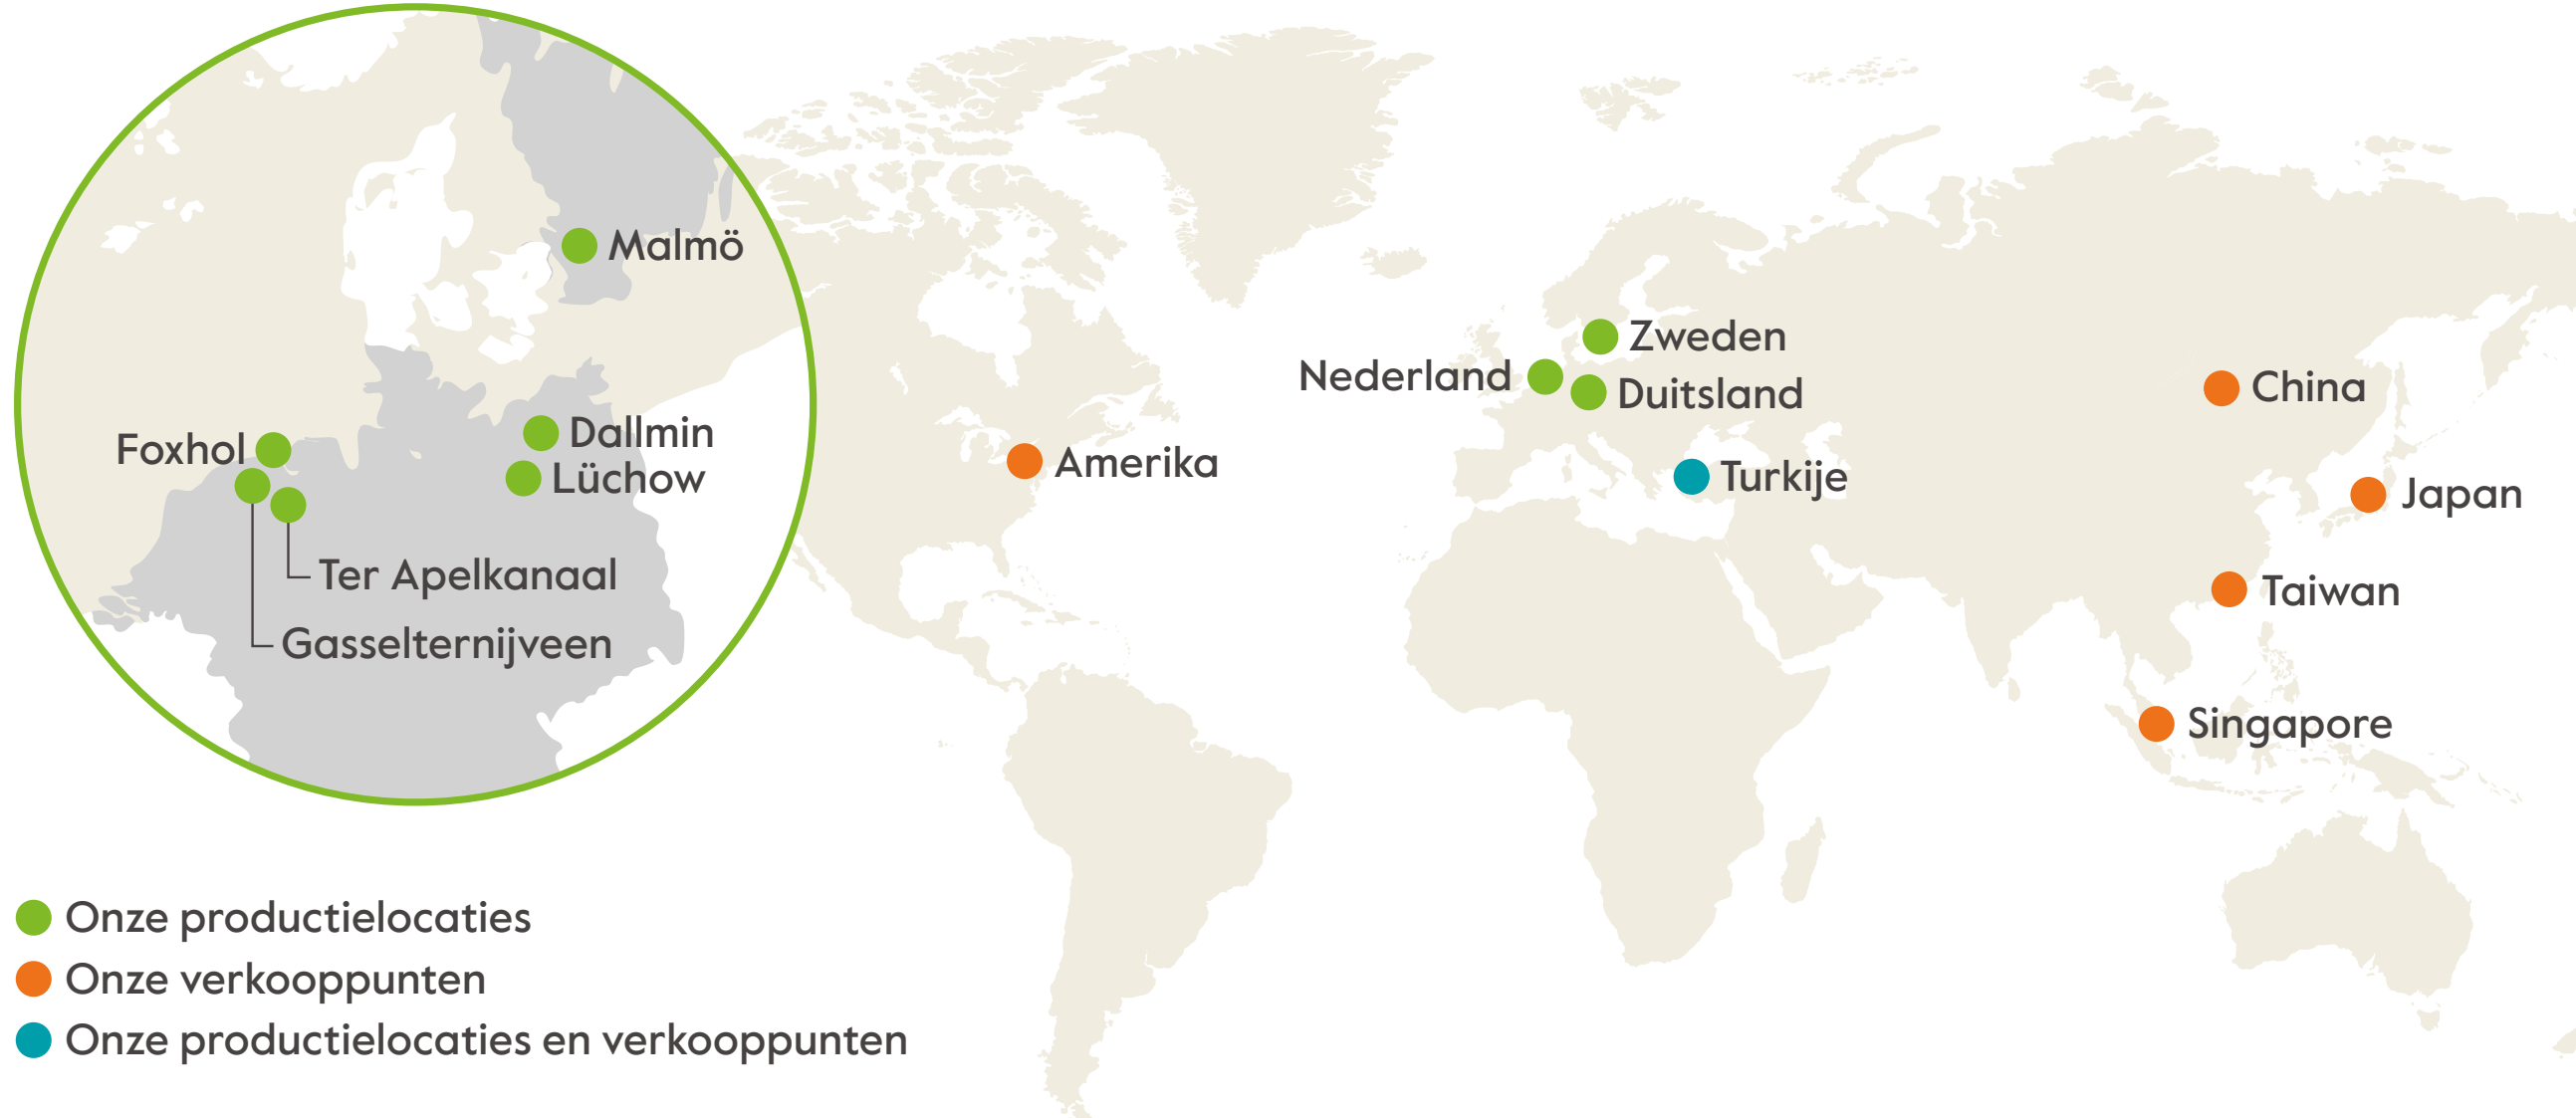 Malmö
Dallmin
Foxhol
Lüchow
Ter Apelkanaal
Gasselternijveen
Zweden
Nederland
Duitsland
China
Amerika
Turkije
Japan
Taiwan
Singapore
Onze productielocaties
Onze verkooppunten
Onze productielocaties en verkooppunten